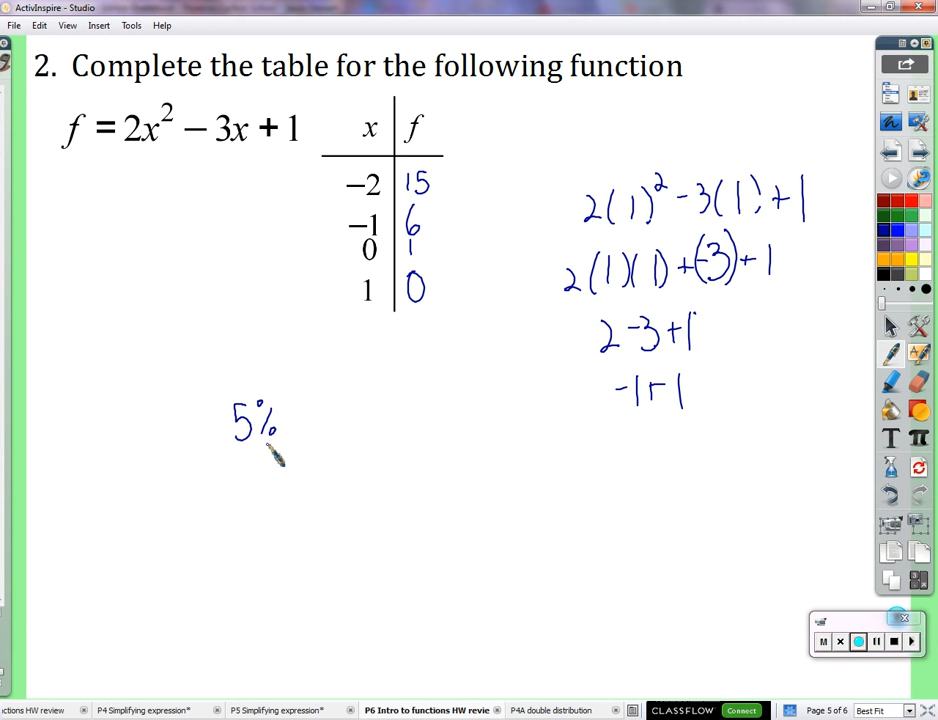 ActivInspire - Studio
File Edit View Insert Tools Help
2. Complete the table for the following function
f = 2x² − 3x + 1
x f
−2 15
−1 6
0 1
1 0
2(1)² - 3(1) + 1
2(1)(1) + (-3) + 1
2 - 3 + 1
-1 + 1
5%
M
ctions HW review P4 Simplifying expression* P5 Simplifying expression* P6 Intro to functions HW revie P4A double distribution CLASSFLOW Connect Page 5 of 6 Best Fit